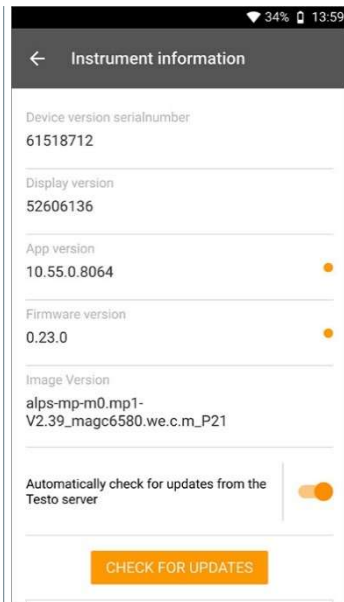 34% 13:59
Instrument information
Device version serialnumber
61518712
Display version
52606136
App version
10.55.0.8064
Firmware version
0.23.0
Image Version
alps-mp-m0.mp1-
V2.39_magc6580.we.c.m_P21
Automatically check for updates from the
Testo server
CHECK FOR UPDATES